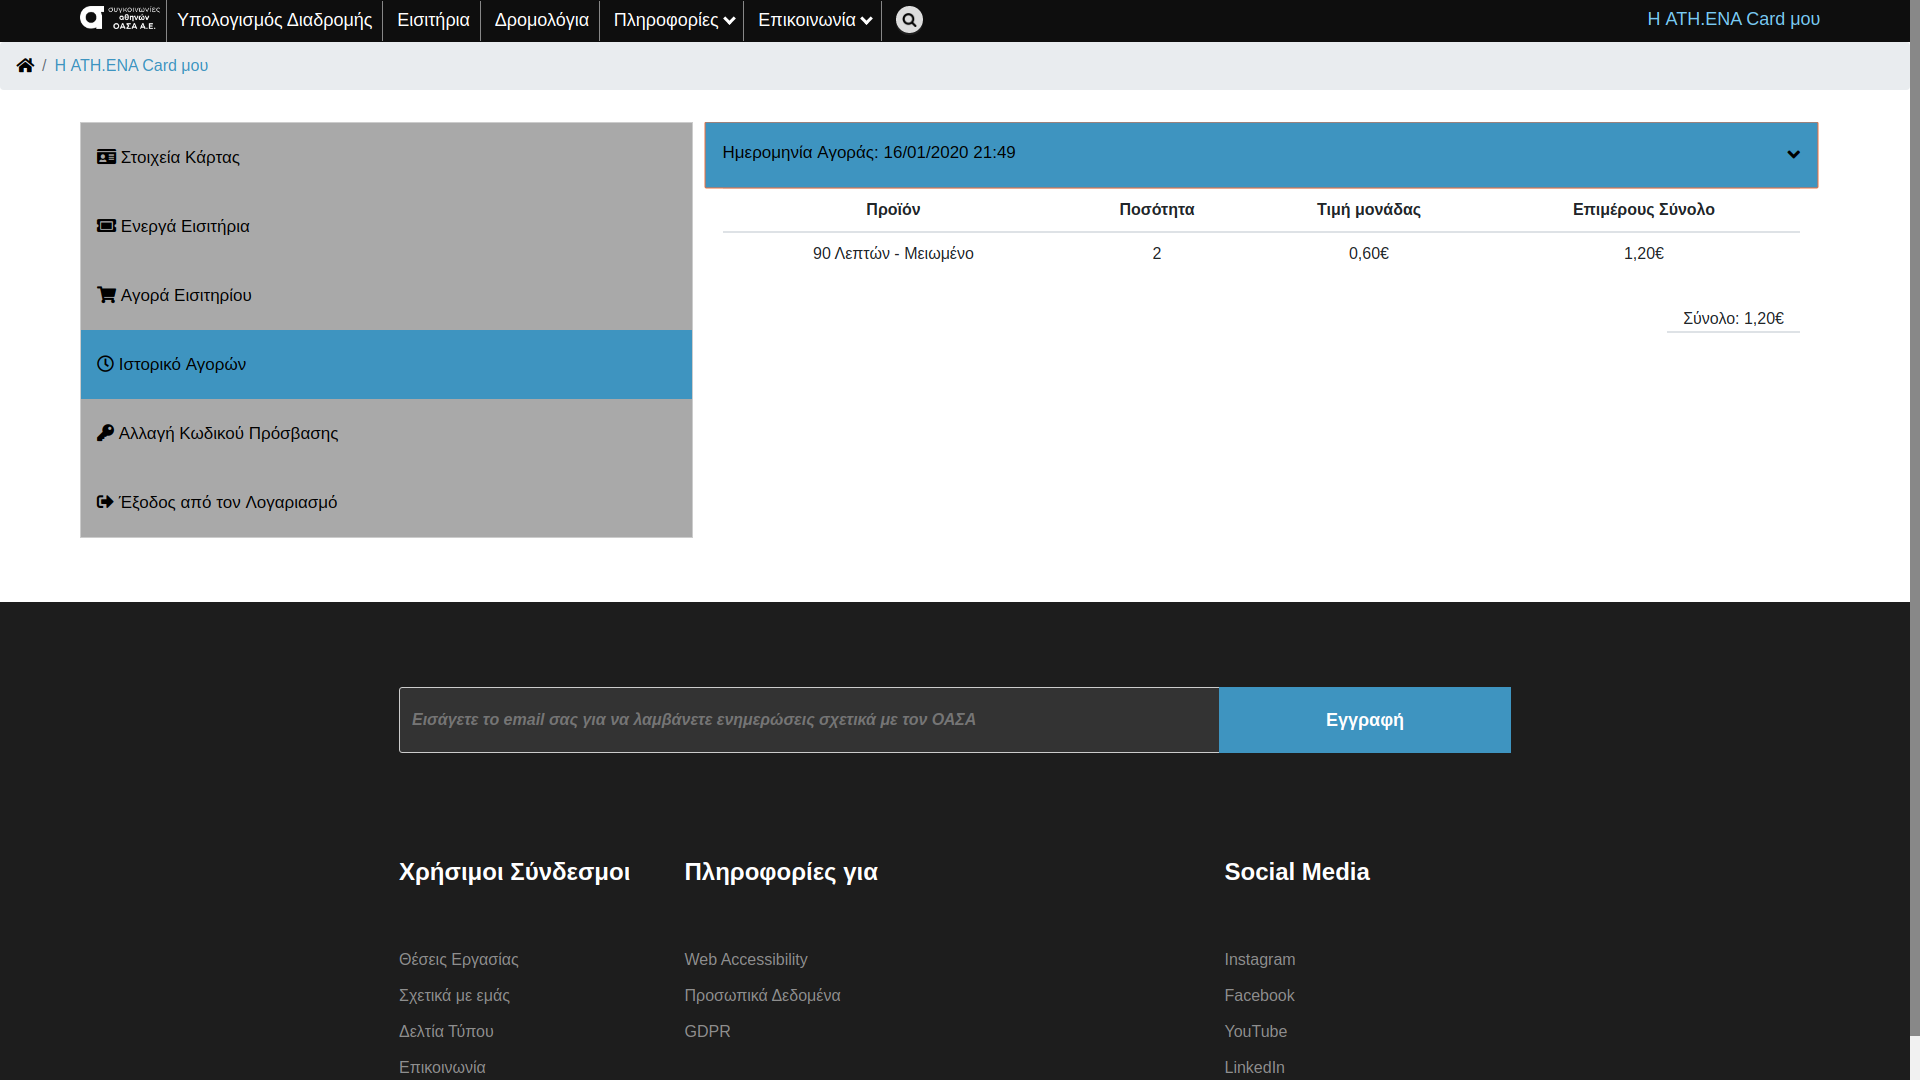 συγκοινωνίες
αθηνών
ΟΑΣΑ Α.Ε.
Υπολογισμός Διαδρομής
Εισιτήρια
Δρομολόγια
Πληροφορίες
Επικοινωνία
Η ATH.ENA Card μου
/ Η ATH.ENA Card μου
Στοιχεία Κάρτας
Ενεργά Εισιτήρια
Αγορά Εισιτηρίου
Ιστορικό Αγορών
Αλλαγή Κωδικού Πρόσβασης
Έξοδος από τον Λογαριασμό
Ημερομηνία Αγοράς: 16/01/2020 21:49
Προϊόν Ποσότητα Τιμή μονάδας Επιμέρους Σύνολο
90 Λεπτών - Μειωμένο 2 0,60€ 1,20€
Σύνολο: 1,20€
Εισάγετε το email σας για να λαμβάνετε ενημερώσεις σχετικά με τον ΟΑΣΑ
Εγγραφή
Χρήσιμοι Σύνδεσμοι
Θέσεις Εργασίας
Σχετικά με εμάς
Δελτία Τύπου
Επικοινωνία
Πληροφορίες για
Web Accessibility
Προσωπικά Δεδομένα
GDPR
Social Media
Instagram
Facebook
YouTube
LinkedIn